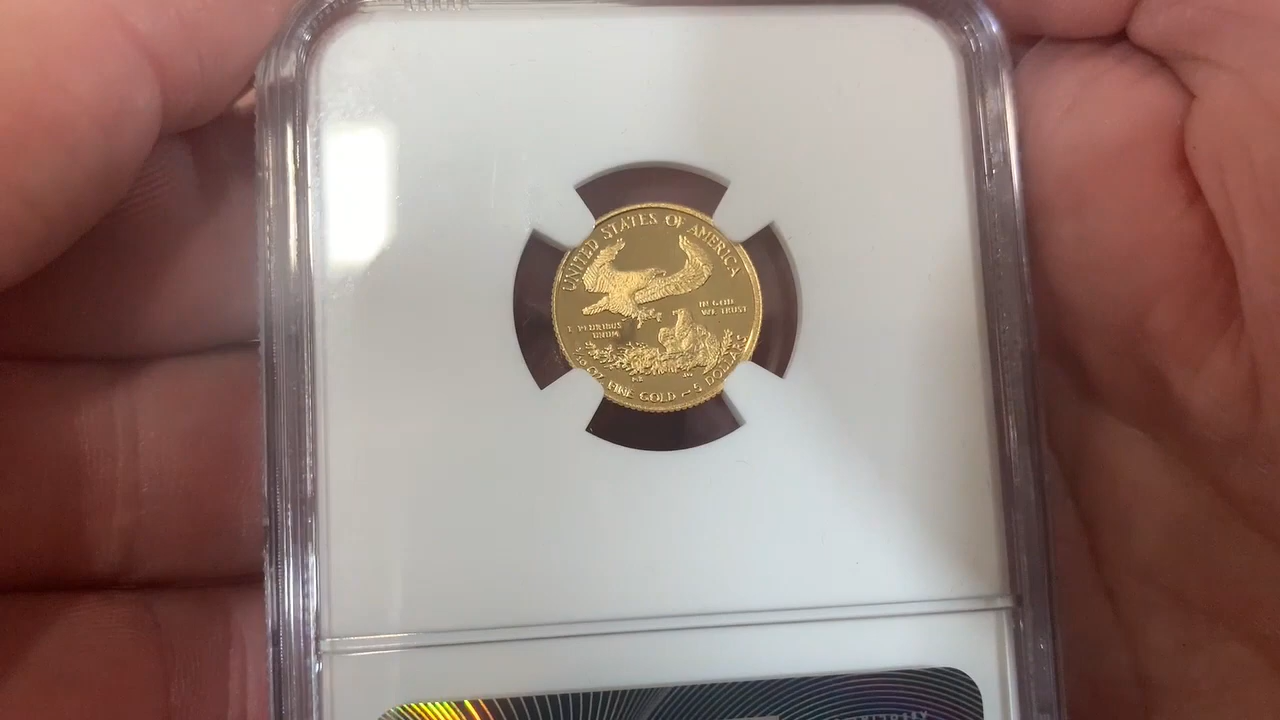 UNITED STATES OF AMERICA
IN GOD
WE TRUST
E PLURIBUS
UNUM
1/10 OZ. FINE GOLD ~ 5 DOLLARS